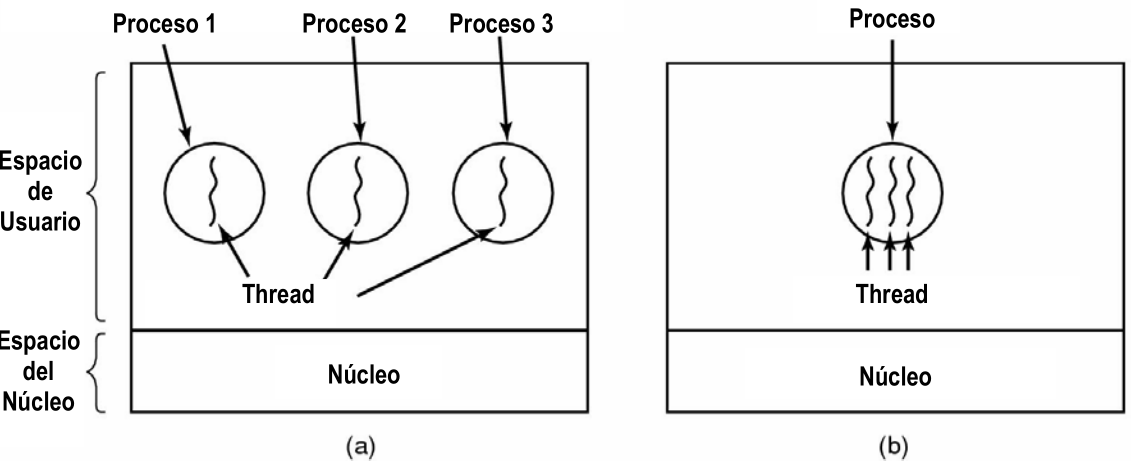 Proceso 1
Proceso 2
Proceso 3
Proceso
Espacio
de
Usuario
Thread
Thread
Espacio
del
Núcleo
Núcleo
Núcleo
(a)
(b)